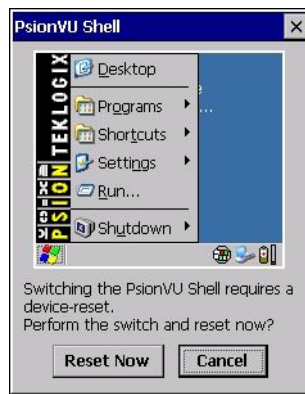 PsionVU Shell
Desktop
Programs
Shortcuts
Settings
Run...
Shutdown
PSION TEKLOGIX
Switching the PsionVU Shell requires a
device-reset.
Perform the switch and reset now?
Reset Now
Cancel